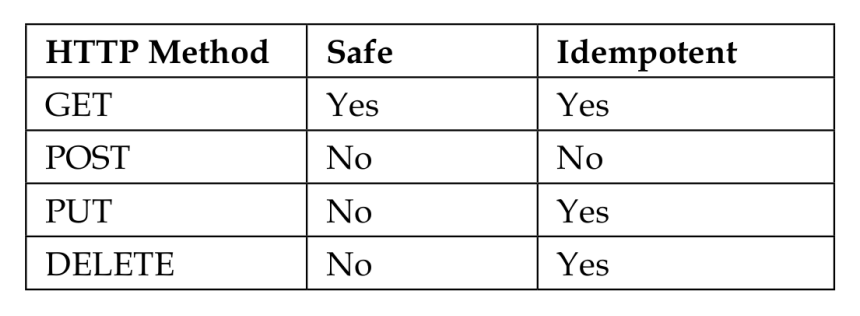 HTTP Method Safe Idempotent
GET Yes Yes
POST No No
PUT No Yes
DELETE No Yes